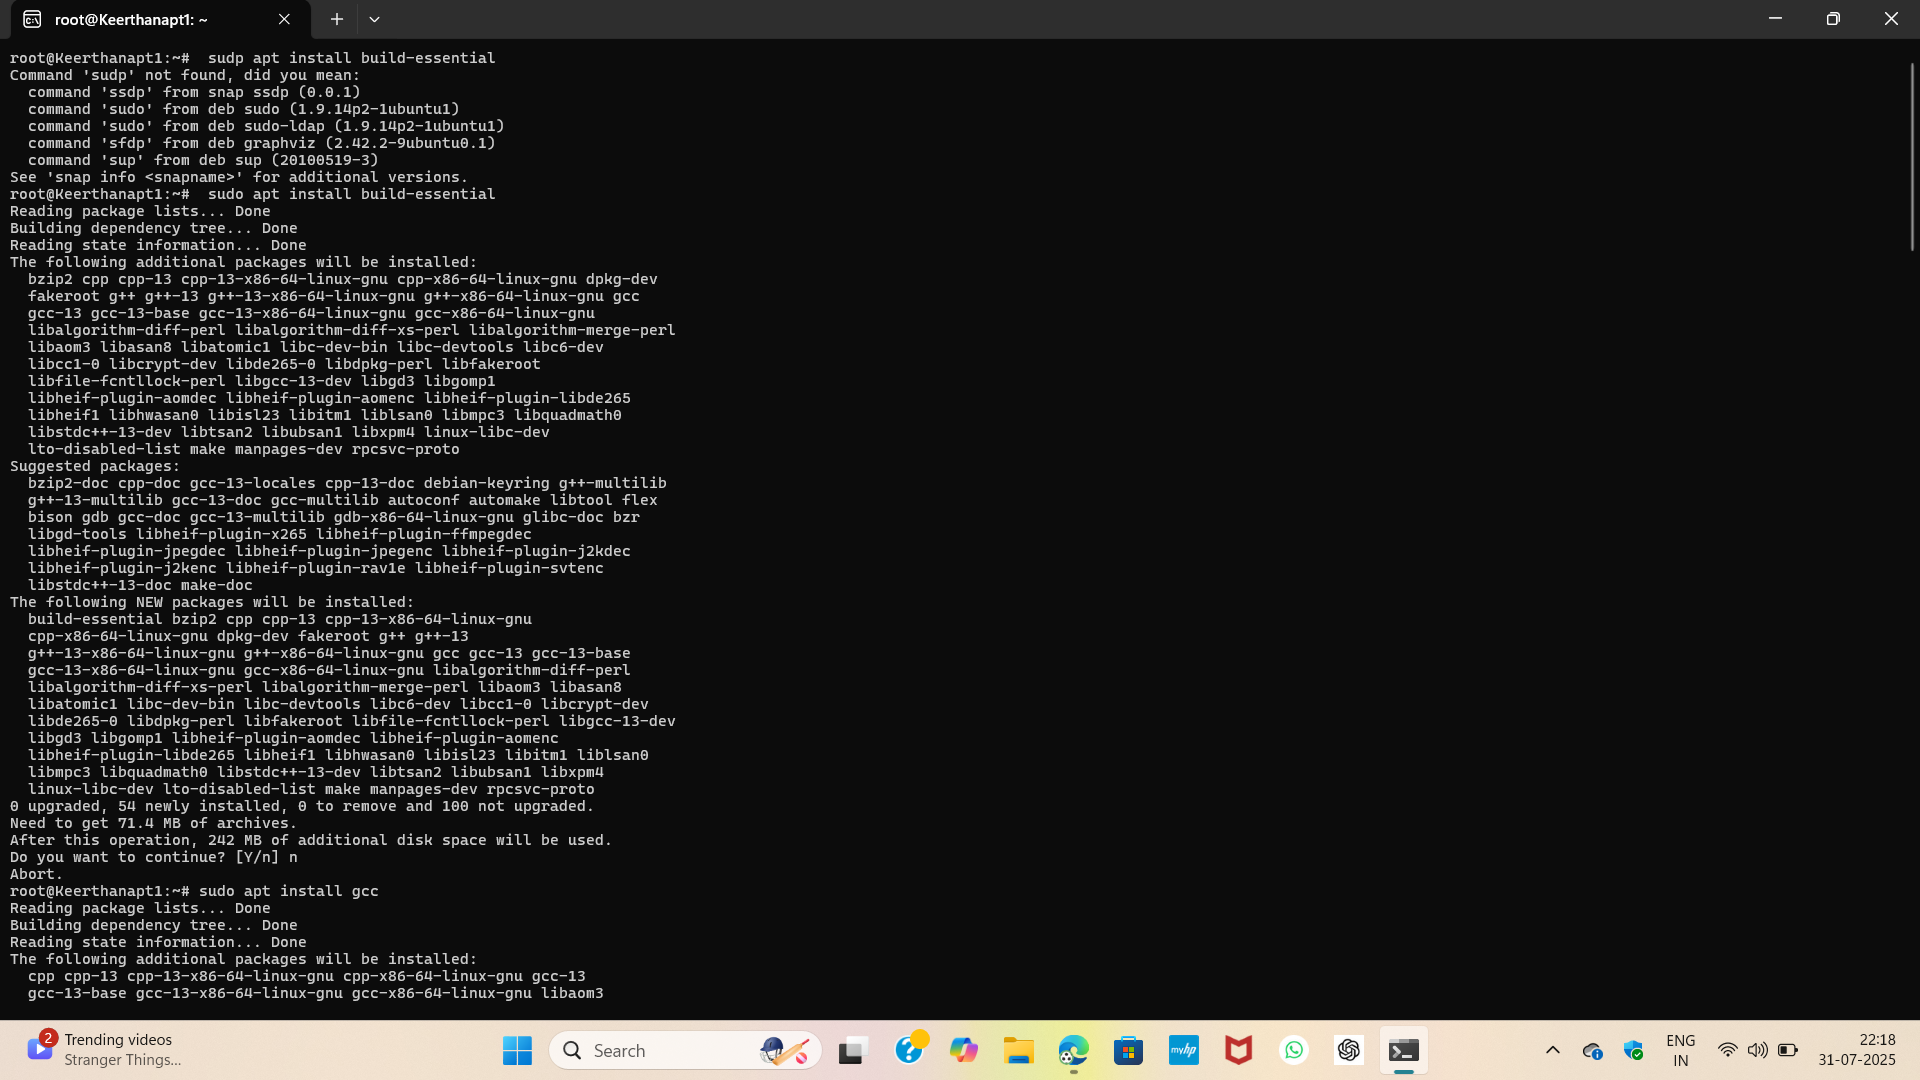 root@Keerthanapt1: ~
root@Keerthanapt1:~#  sudp apt install build-essential
Command 'sudp' not found, did you mean:
  command 'ssdp' from snap ssdp (0.0.1)
  command 'sudo' from deb sudo (1.9.14p2-1ubuntu1)
  command 'sudo' from deb sudo-ldap (1.9.14p2-1ubuntu1)
  command 'sfdp' from deb graphviz (2.42.2-9ubuntu0.1)
  command 'sup' from deb sup (20100519-3)
See 'snap info <snapname>' for additional versions.
root@Keerthanapt1:~#  sudo apt install build-essential
Reading package lists... Done
Building dependency tree... Done
Reading state information... Done
The following additional packages will be installed:
  bzip2 cpp cpp-13 cpp-13-x86-64-linux-gnu cpp-x86-64-linux-gnu dpkg-dev
  fakeroot g++ g++-13 g++-13-x86-64-linux-gnu g++-x86-64-linux-gnu gcc
  gcc-13 gcc-13-base gcc-13-x86-64-linux-gnu gcc-x86-64-linux-gnu
  libalgorithm-diff-perl libalgorithm-diff-xs-perl libalgorithm-merge-perl
  libaom3 libasan8 libatomic1 libc-dev-bin libc-devtools libc6-dev
  libcc1-0 libcrypt-dev libde265-0 libdpkg-perl libfakeroot
  libfile-fcntllock-perl libgcc-13-dev libgd3 libgomp1
  libheif-plugin-aomdec libheif-plugin-aomenc libheif-plugin-libde265
  libheif1 libhwasan0 libisl23 libitm1 liblsan0 libmpc3 libquadmath0
  libstdc++-13-dev libtsan2 libubsan1 libxpm4 linux-libc-dev
  lto-disabled-list make manpages-dev rpcsvc-proto
Suggested packages:
  bzip2-doc cpp-doc gcc-13-locales cpp-13-doc debian-keyring g++-multilib
  g++-13-multilib gcc-13-doc gcc-multilib autoconf automake libtool flex
  bison gdb gcc-doc gcc-13-multilib gdb-x86-64-linux-gnu glibc-doc bzr
  libgd-tools libheif-plugin-x265 libheif-plugin-ffmpegdec
  libheif-plugin-jpegdec libheif-plugin-jpegenc libheif-plugin-j2kdec
  libheif-plugin-j2kenc libheif-plugin-rav1e libheif-plugin-svtenc
  libstdc++-13-doc make-doc
The following NEW packages will be installed:
  build-essential bzip2 cpp cpp-13 cpp-13-x86-64-linux-gnu
  cpp-x86-64-linux-gnu dpkg-dev fakeroot g++ g++-13
  g++-13-x86-64-linux-gnu g++-x86-64-linux-gnu gcc gcc-13 gcc-13-base
  gcc-13-x86-64-linux-gnu gcc-x86-64-linux-gnu libalgorithm-diff-perl
  libalgorithm-diff-xs-perl libalgorithm-merge-perl libaom3 libasan8
  libatomic1 libc-dev-bin libc-devtools libc6-dev libcc1-0 libcrypt-dev
  libde265-0 libdpkg-perl libfakeroot libfile-fcntllock-perl libgcc-13-dev
  libgd3 libgomp1 libheif-plugin-aomdec libheif-plugin-aomenc
  libheif-plugin-libde265 libheif1 libhwasan0 libisl23 libitm1 liblsan0
  libmpc3 libquadmath0 libstdc++-13-dev libtsan2 libubsan1 libxpm4
  linux-libc-dev lto-disabled-list make manpages-dev rpcsvc-proto
0 upgraded, 54 newly installed, 0 to remove and 100 not upgraded.
Need to get 71.4 MB of archives.
After this operation, 242 MB of additional disk space will be used.
Do you want to continue? [Y/n] n
Abort.
root@Keerthanapt1:~# sudo apt install gcc
Reading package lists... Done
Building dependency tree... Done
Reading state information... Done
The following additional packages will be installed:
  cpp cpp-13 cpp-13-x86-64-linux-gnu cpp-x86-64-linux-gnu gcc-13
  gcc-13-base gcc-13-x86-64-linux-gnu gcc-x86-64-linux-gnu libaom3
2
Trending videos
Stranger Things...
Search
myhp
ENG
IN
22:18
31-07-2025